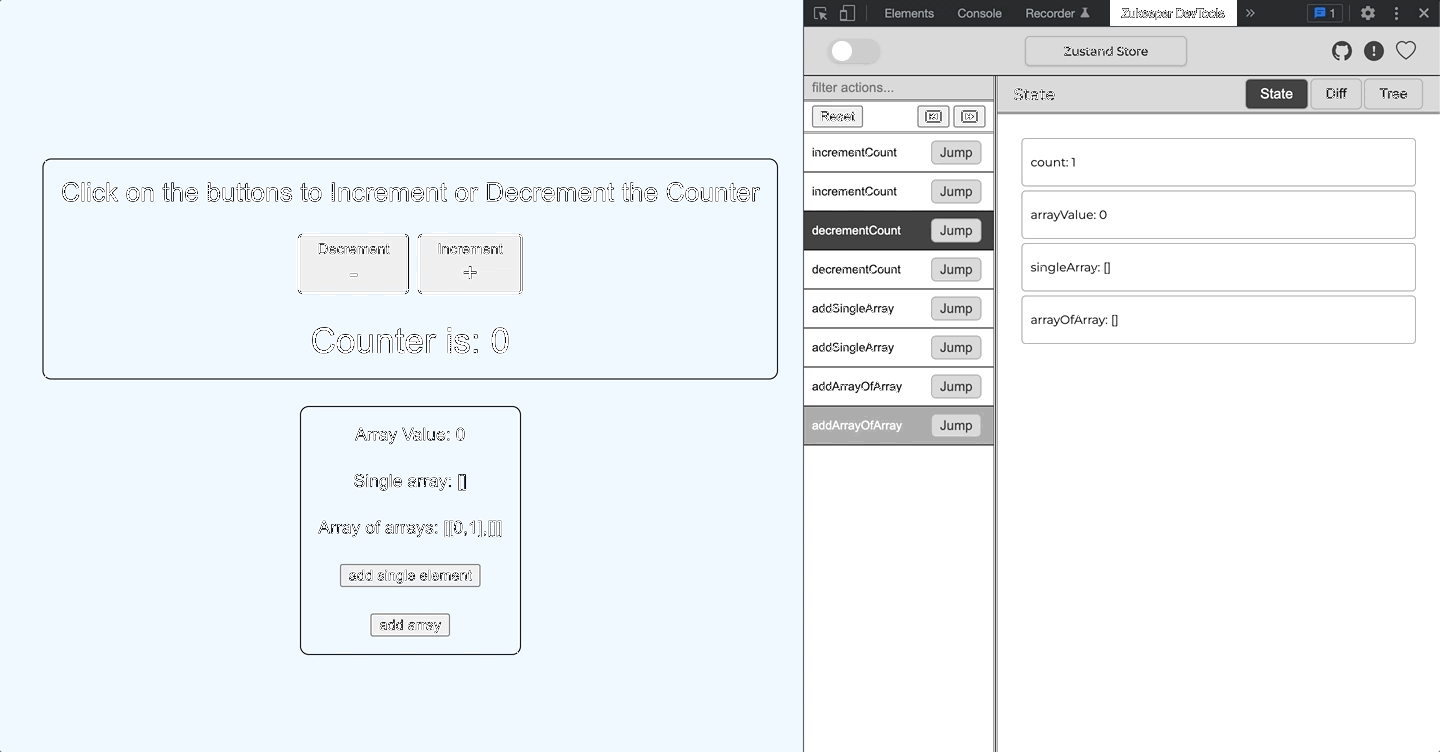 Click on the buttons to Increment or Decrement the Counter
Decrement
-
Increment
+
Counter is: 0
Array Value: 0
Single array: []
Array of arrays: [[0,1],[]]
add single element
add array
Elements
Console
Recorder
Zukeeper DevTools
»
1
Zustand Store
filter actions...
Reset
incrementCount Jump
incrementCount Jump
decrementCount Jump
decrementCount Jump
addSingleArray Jump
addSingleArray Jump
addArrayOfArray Jump
addArrayOfArray Jump
State
State
Diff
Tree
count: 1
arrayValue: 0
singleArray: []
arrayOfArray: []